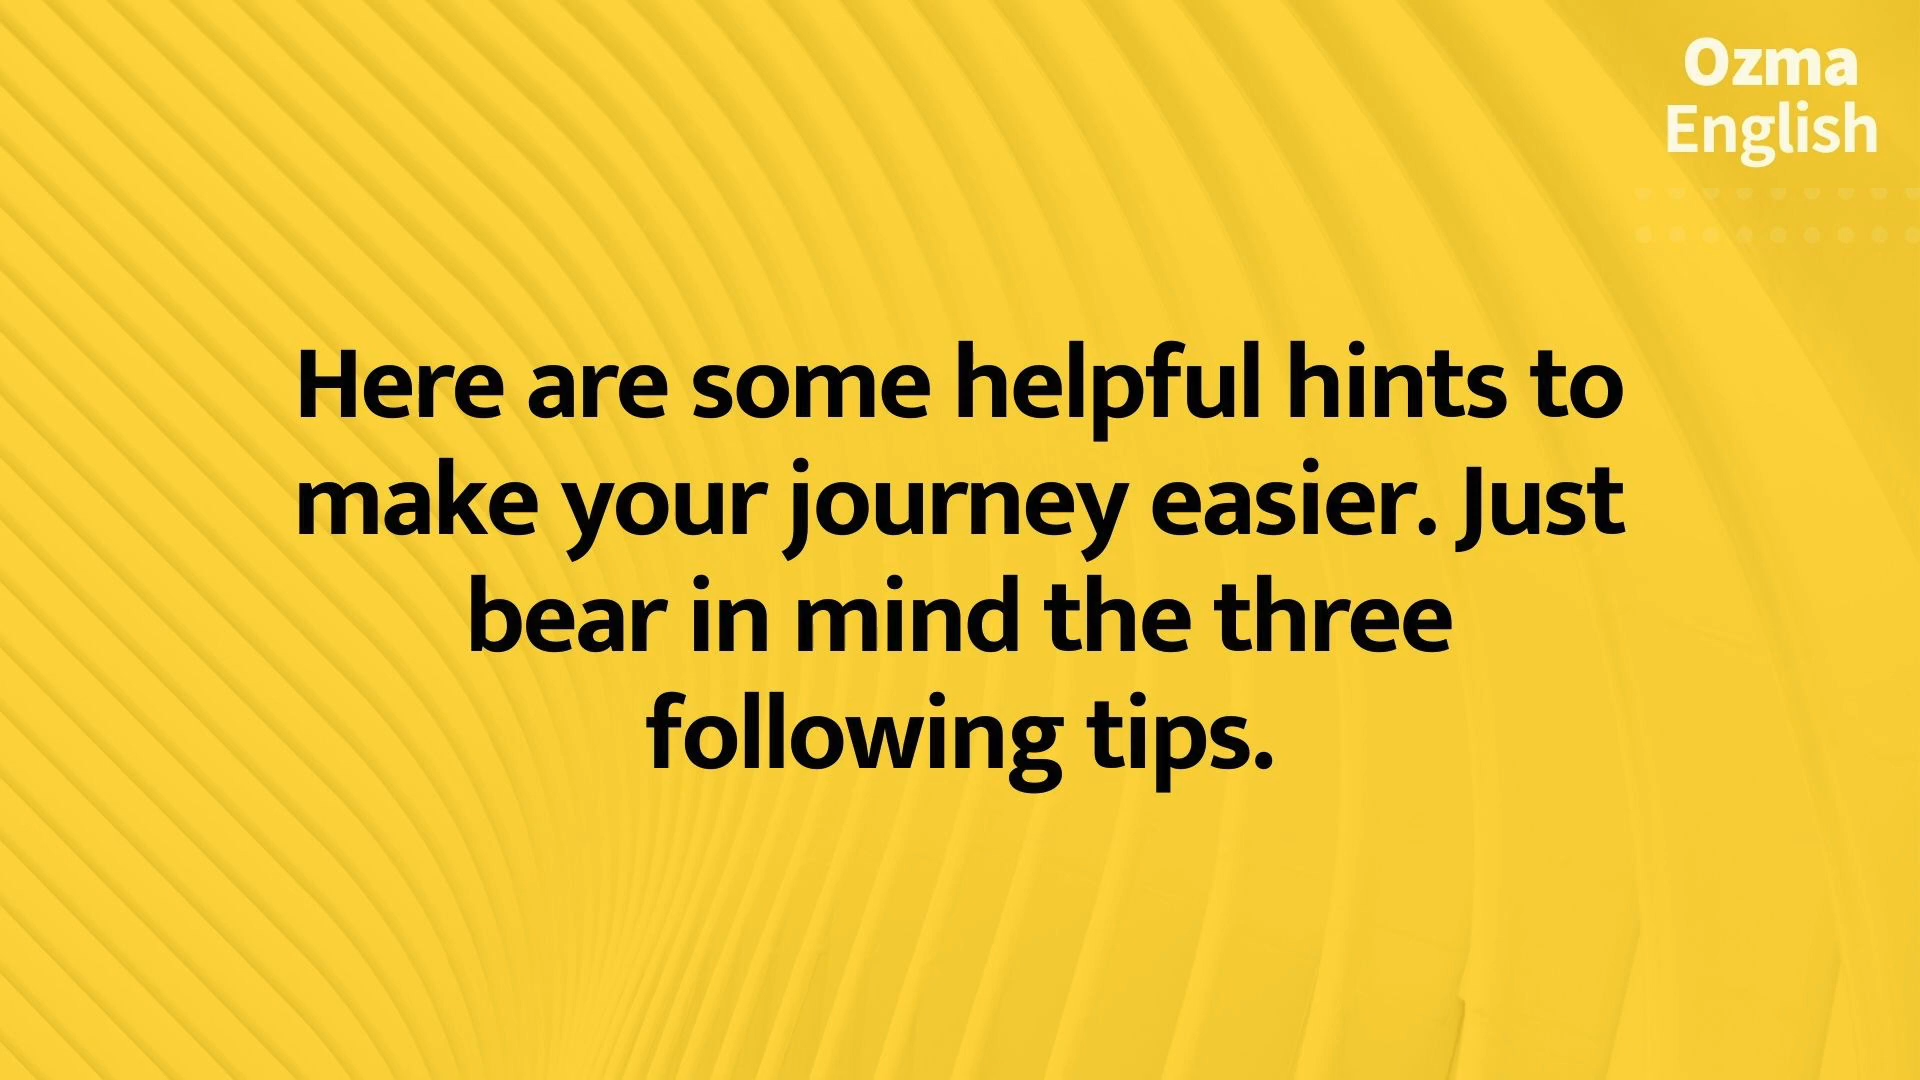 Ozma
English
Here are some helpful hints to
make your journey easier. Just
bear in mind the three
following tips.